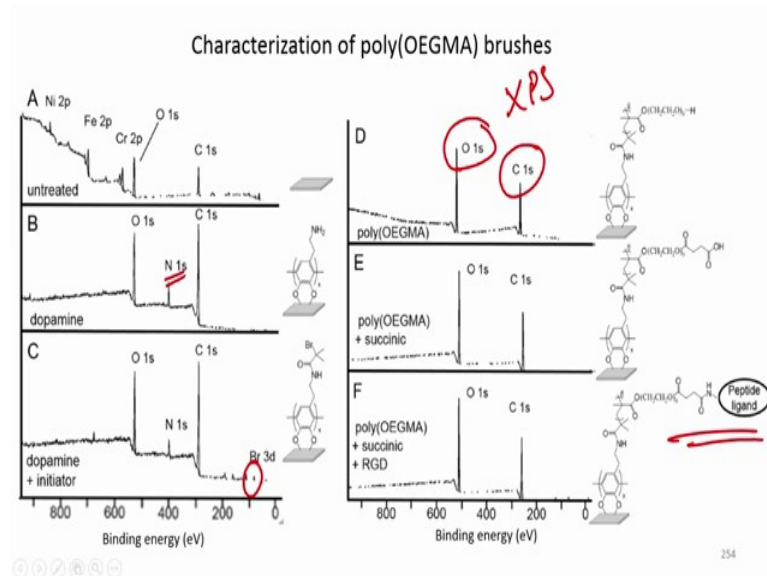 Characterization of poly(OEGMA) brushes
XPS
A
Ni 2p
Fe 2p
Cr 2p
O 1s
C 1s
untreated
B
O 1s
N 1s
C 1s
NH₂
dopamine
C
O 1s
N 1s
C 1s
Br 3d
Br
O
NH
dopamine
+ initiator
800 600 400 200 0
Binding energy (eV)
D
O 1s
C 1s
poly(OEGMA)
O
NH
E
O 1s
C 1s
poly(OEGMA)
+ succinic
O
OH
NH
F
O 1s
C 1s
poly(OEGMA)
+ succinic
+ RGD
Peptide
ligand
O
NH
800 600 400 200 0
Binding energy (eV)
254